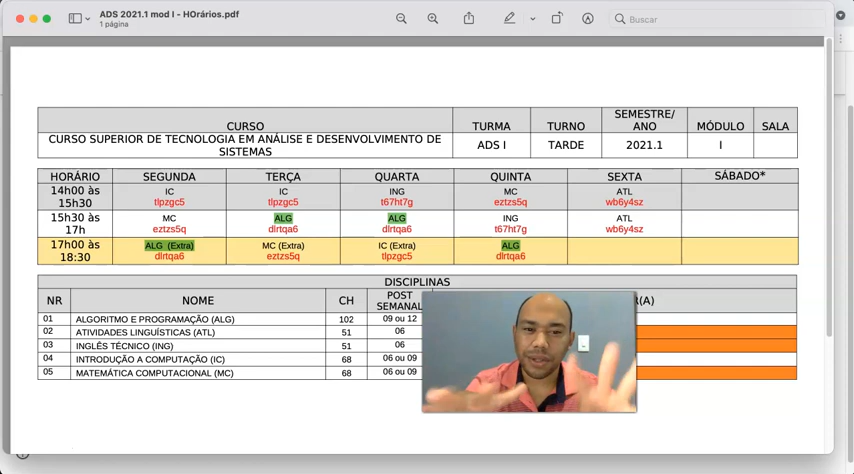 ADS 2021.1 mod I - HOrários.pdf
1 página
Buscar
CURSO TURMA TURNO SEMESTRE/ANO MÓDULO SALA
CURSO SUPERIOR DE TECNOLOGIA EM ANÁLISE E DESENVOLVIMENTO DE
SISTEMAS
ADS I TARDE 2021.1 I
HORÁRIO SEGUNDA TERÇA QUARTA QUINTA SEXTA SÁBADO*
14h00 às 15h30
IC IC ING MC ATL
tlpzgc5 tlpzgc5 t67ht7g eztzs5q wb6y4sz
15h30 às 17h
MC ALG ALG ING ATL
eztzs5q dlrtqa6 dlrtqa6 t67ht7g wb6y4sz
17h00 às 18:30
ALG (Extra) MC (Extra) IC (Extra) ALG
dlrtqa6 eztzs5q tlpzgc5 dlrtqa6
DISCIPLINAS
NR NOME CH POST SEMANAL R(A)
01 ALGORITMO E PROGRAMAÇÃO (ALG) 102 09 ou 12
02 ATIVIDADES LINGUÍSTICAS (ATL) 51 06
03 INGLÊS TÉCNICO (ING) 51 06
04 INTRODUÇÃO A COMPUTAÇÃO (IC) 68 06 ou 09
05 MATEMÁTICA COMPUTACIONAL (MC) 68 06 ou 09